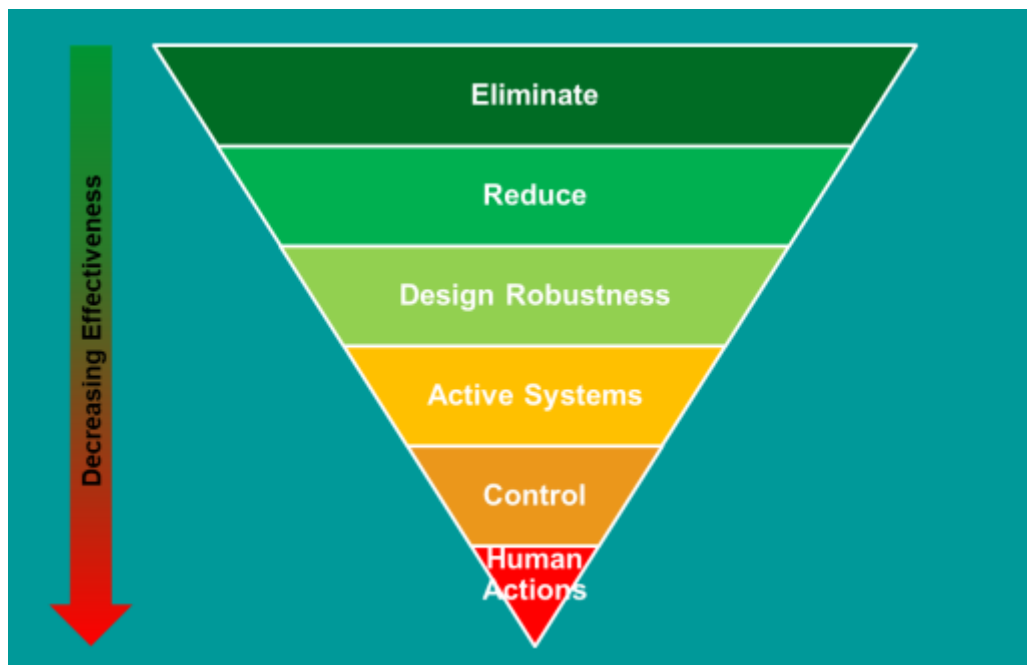 Decreasing Effectiveness
Eliminate
Reduce
Design Robustness
Active Systems
Control
Human
Actions